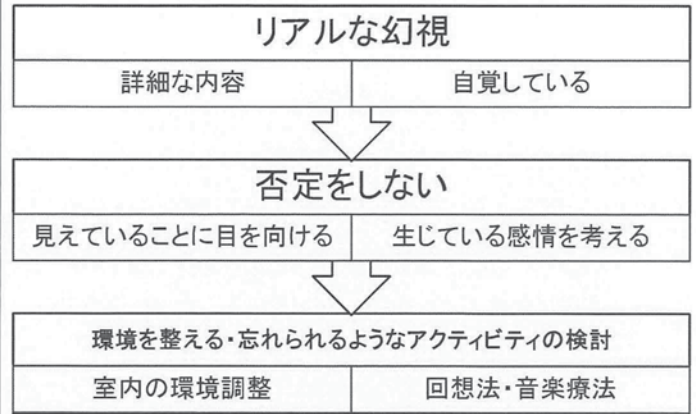 リアルな幻視
詳細な内容
自覚している
否定をしない
見えていることに目を向ける
生じている感情を考える
環境を整える・忘れられるようなアクティビティの検討
室内の環境調整
回想法・音楽療法